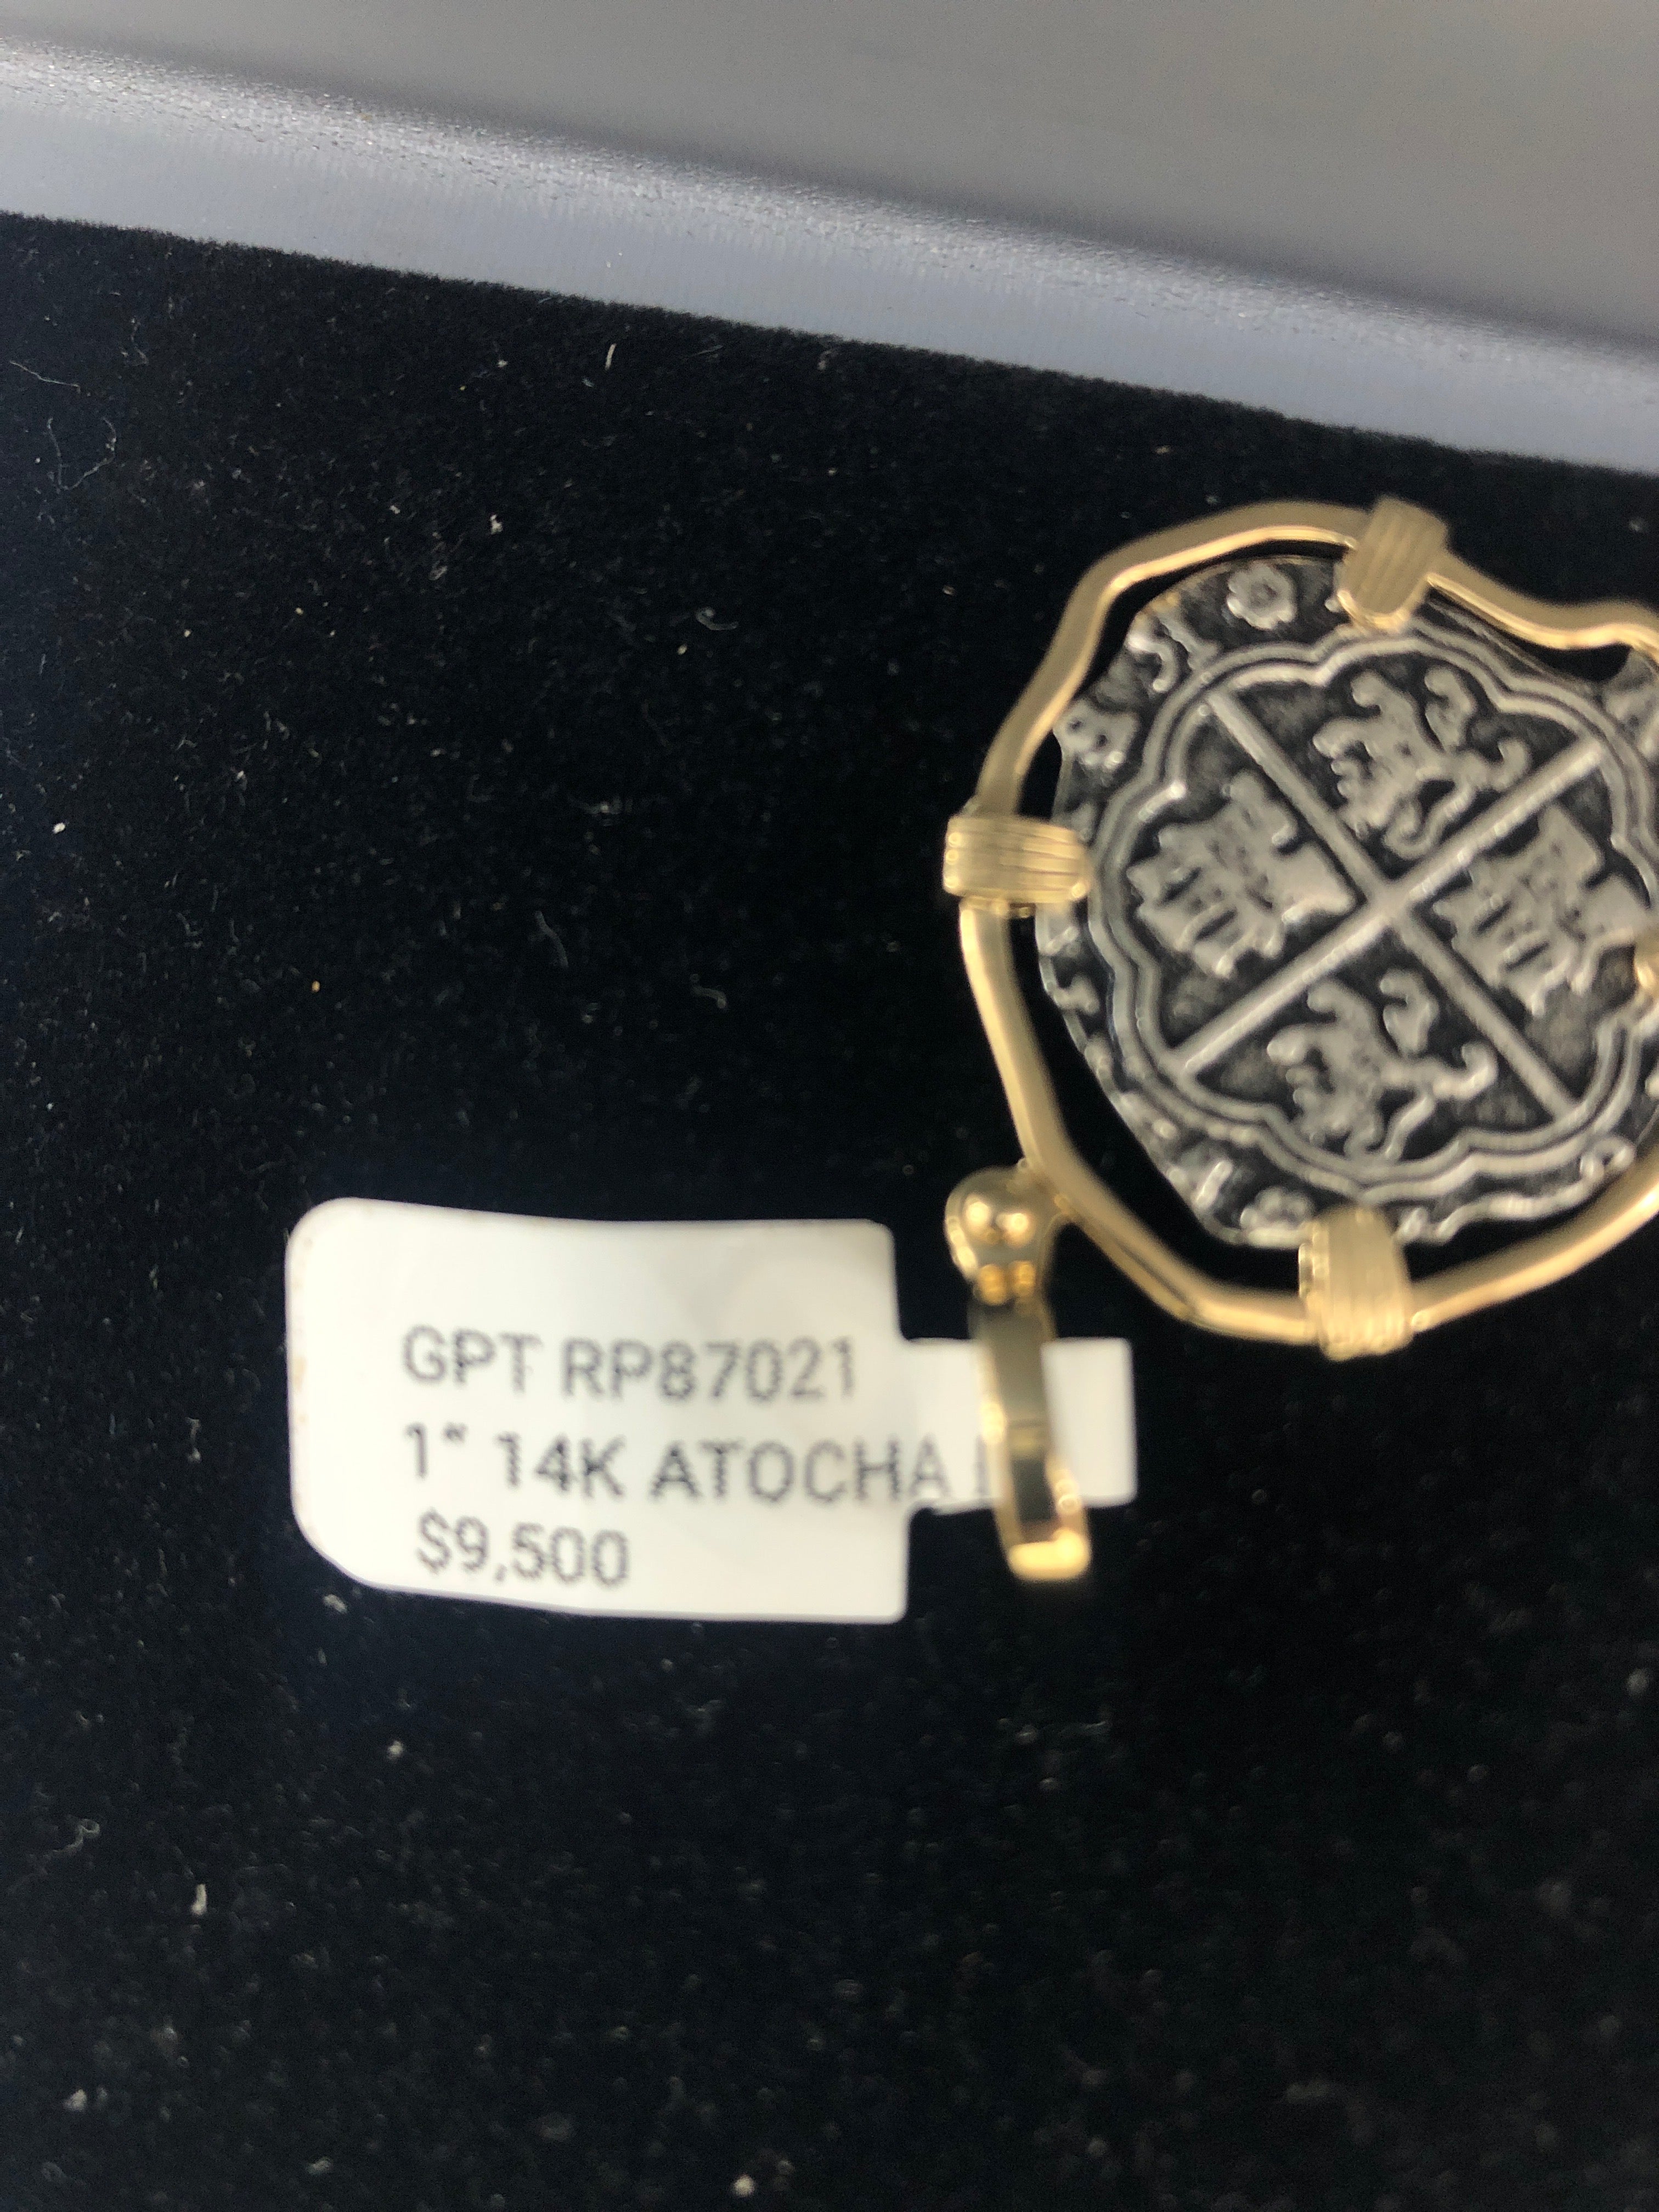 GPT RP87021
1" 14K ATOCHA
$9,500